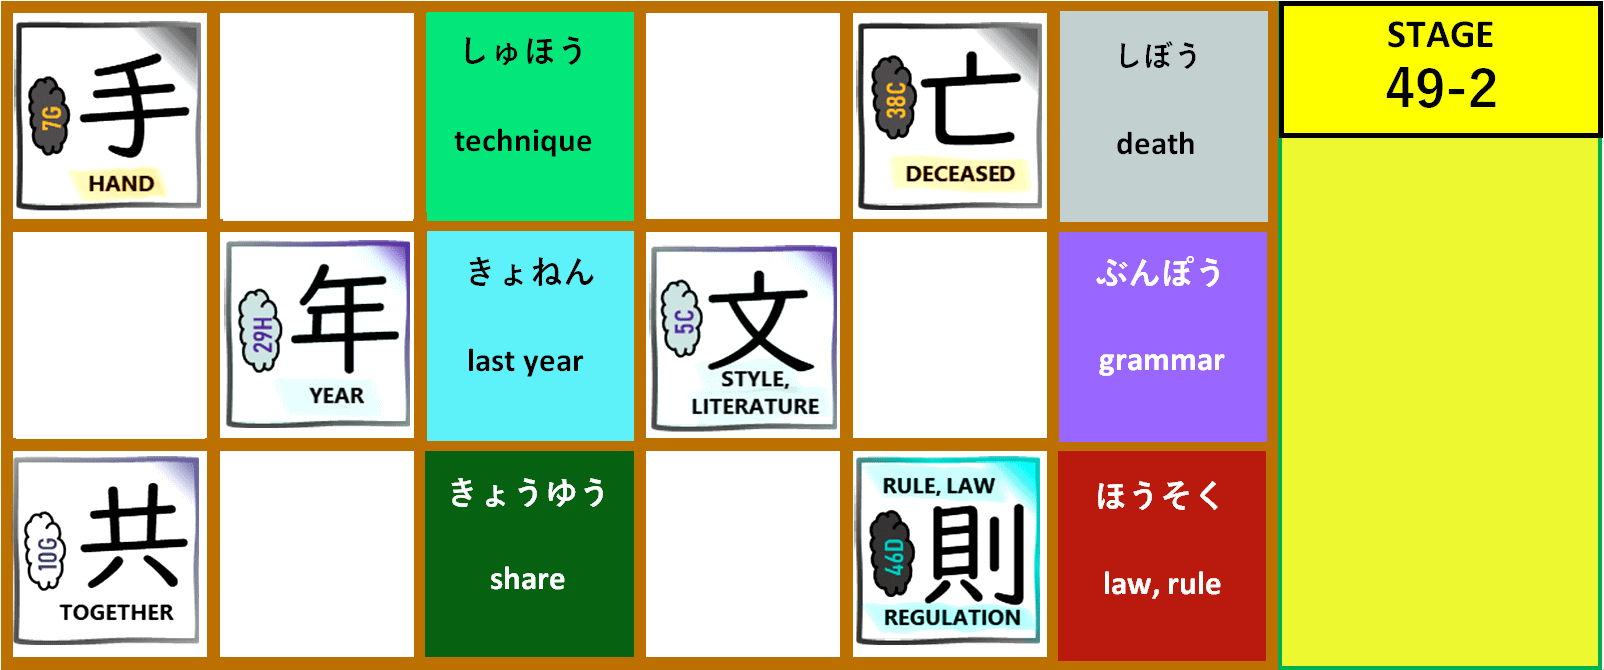 7G
手
HAND
しゅほう
technique
38C
亡
DECEASED
しぼう
death
STAGE
49-2
29H
年
YEAR
きょねん
last year
5C
文
STYLE,
LITERATURE
ぶんぽう
grammar
10G
共
TOGETHER
きょうゆう
share
RULE, LAW
46D
則
REGULATION
ほうそく
law, rule